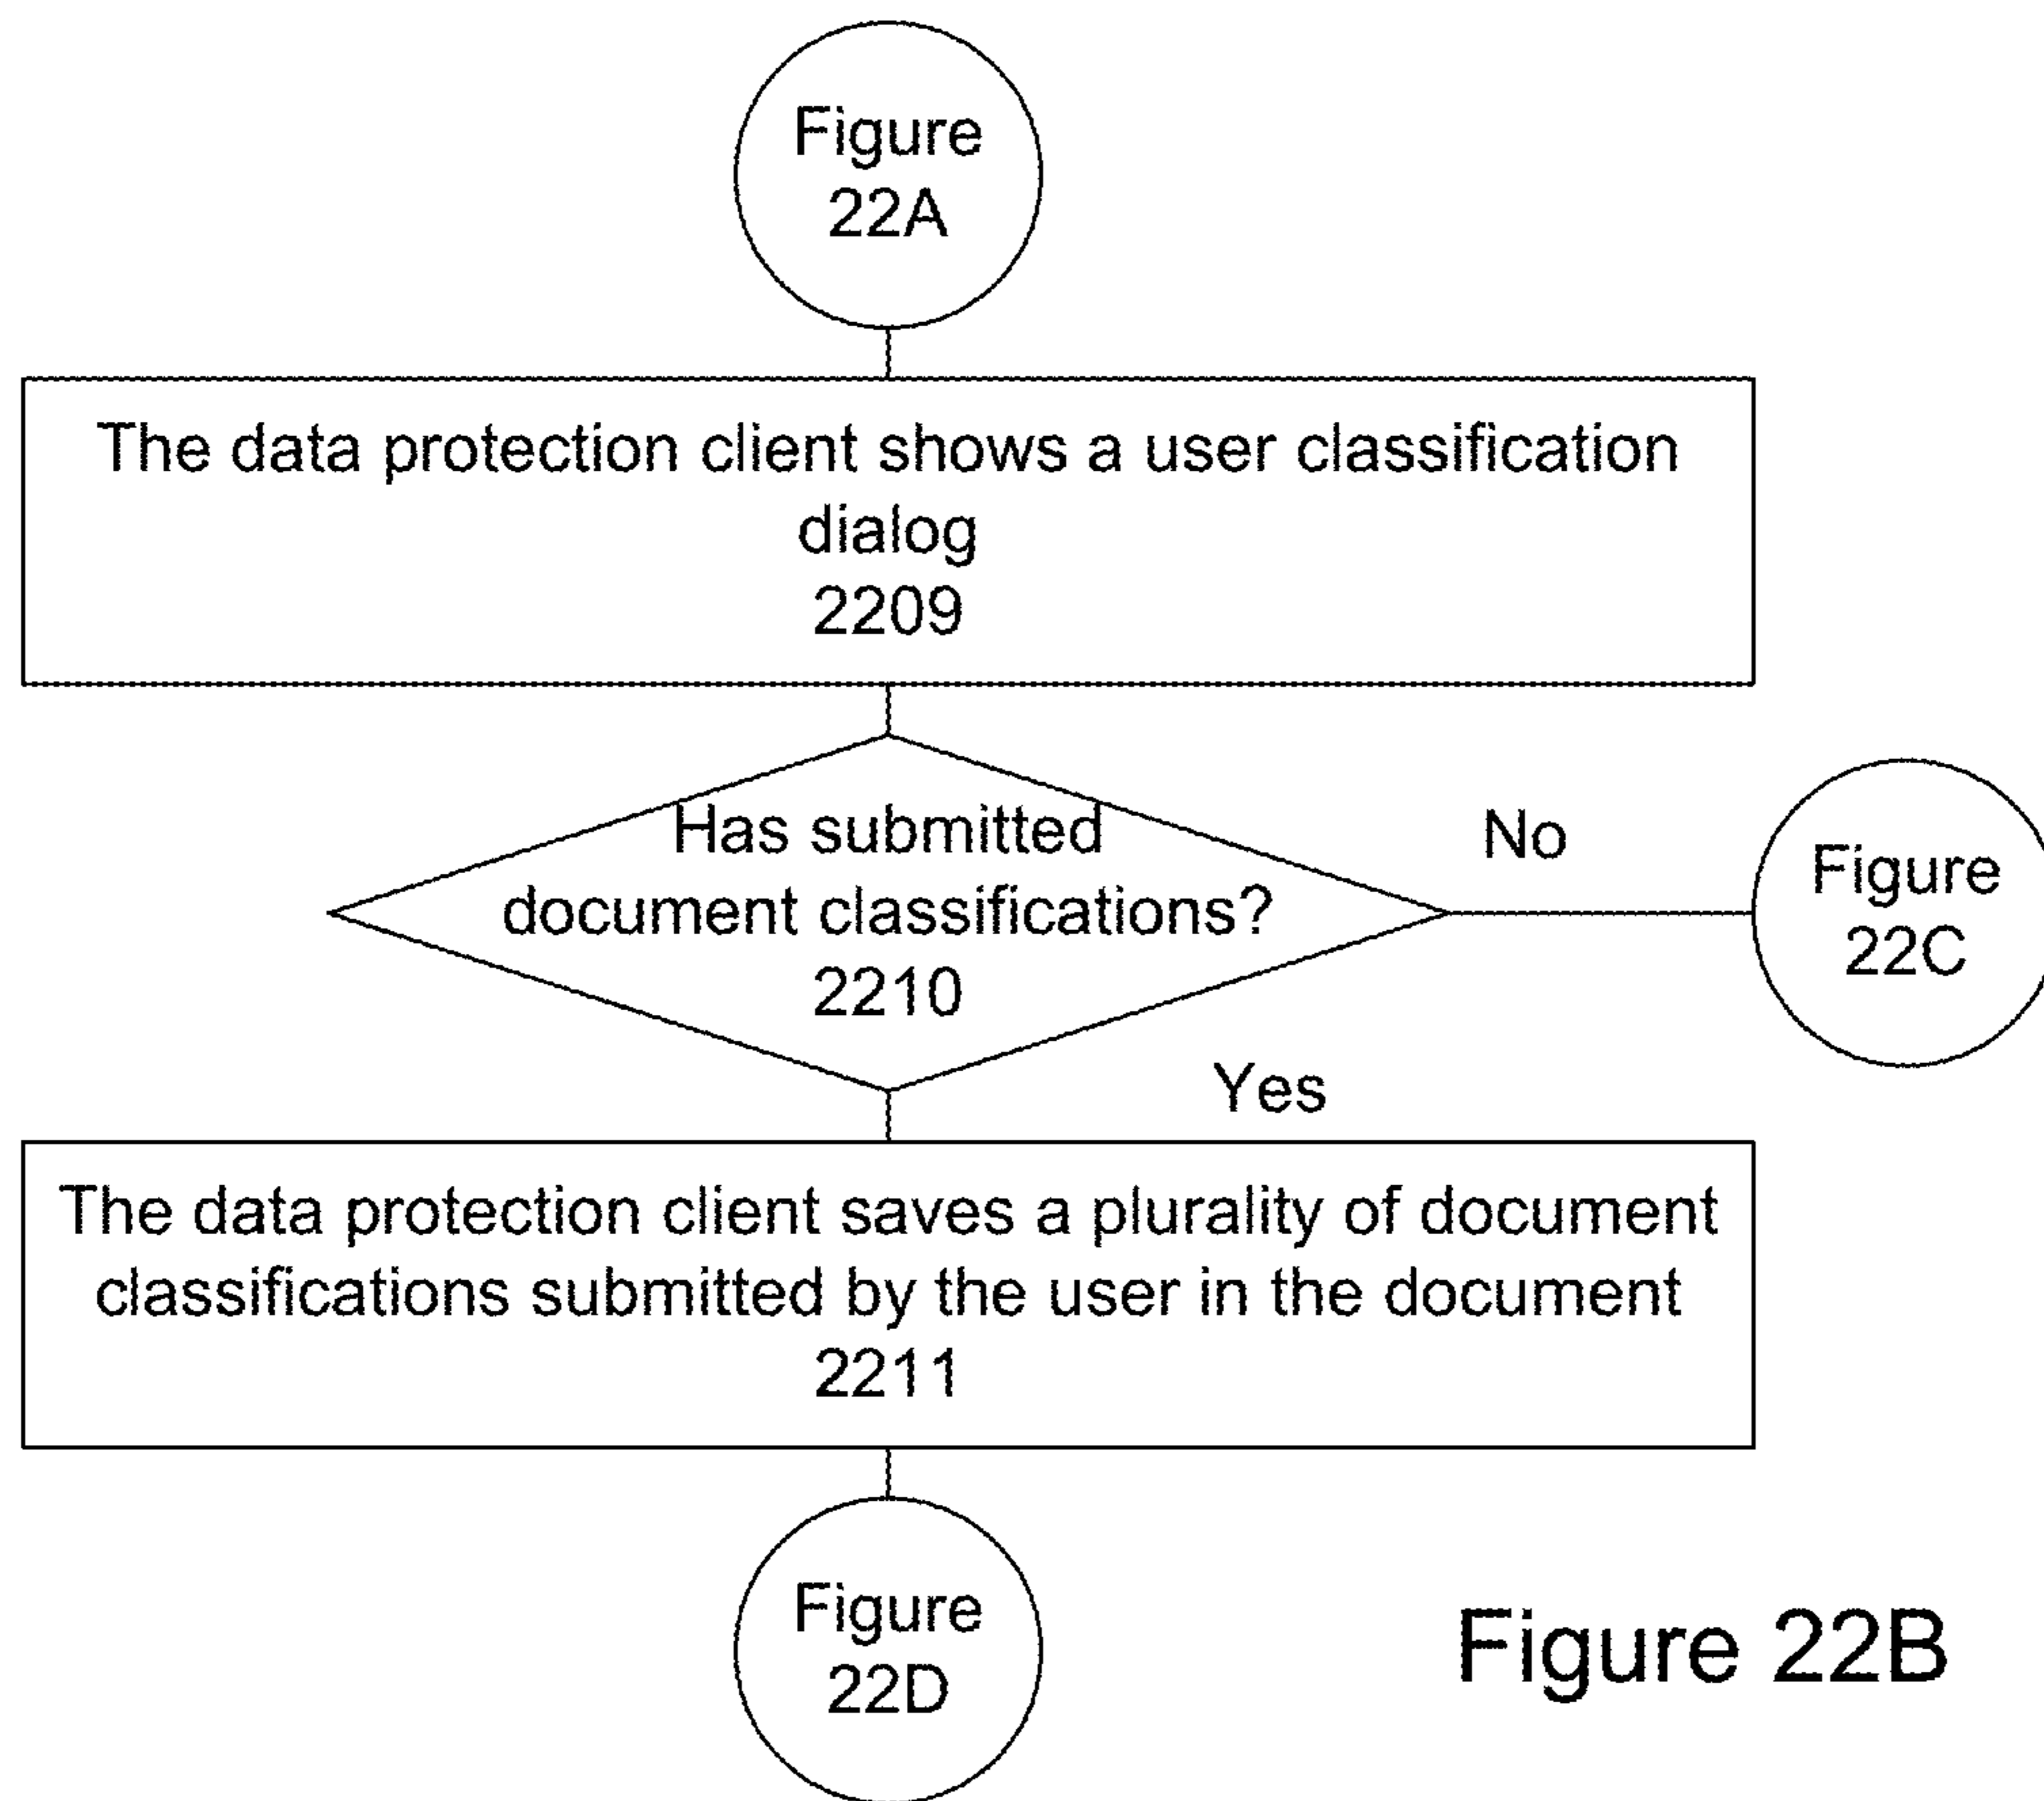 Figure
22A
The data protection client shows a user classification
dialog
2209
Has submitted
document classifications?
2210
No
Figure
22C
Yes
The data protection client saves a plurality of document
classifications submitted by the user in the document
2211
Figure
22D
Figure 22B